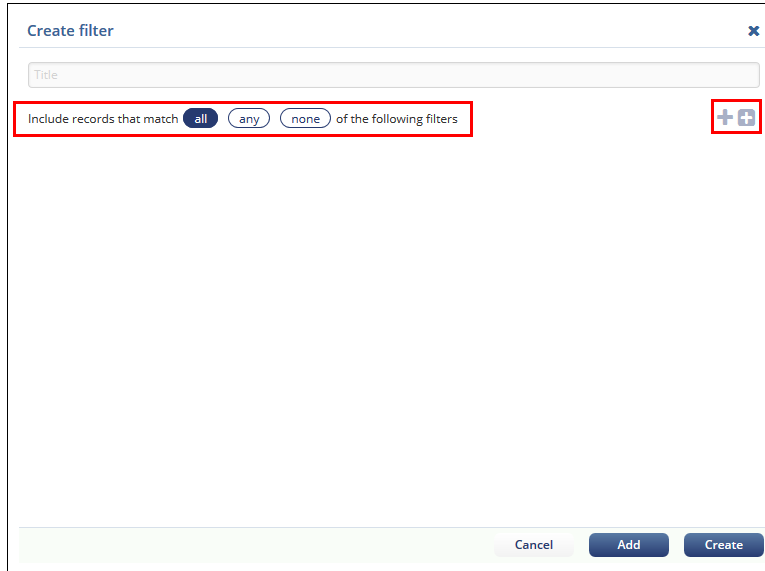 Create filter
Title
Include records that match all any none of the following filters
Cancel Add Create